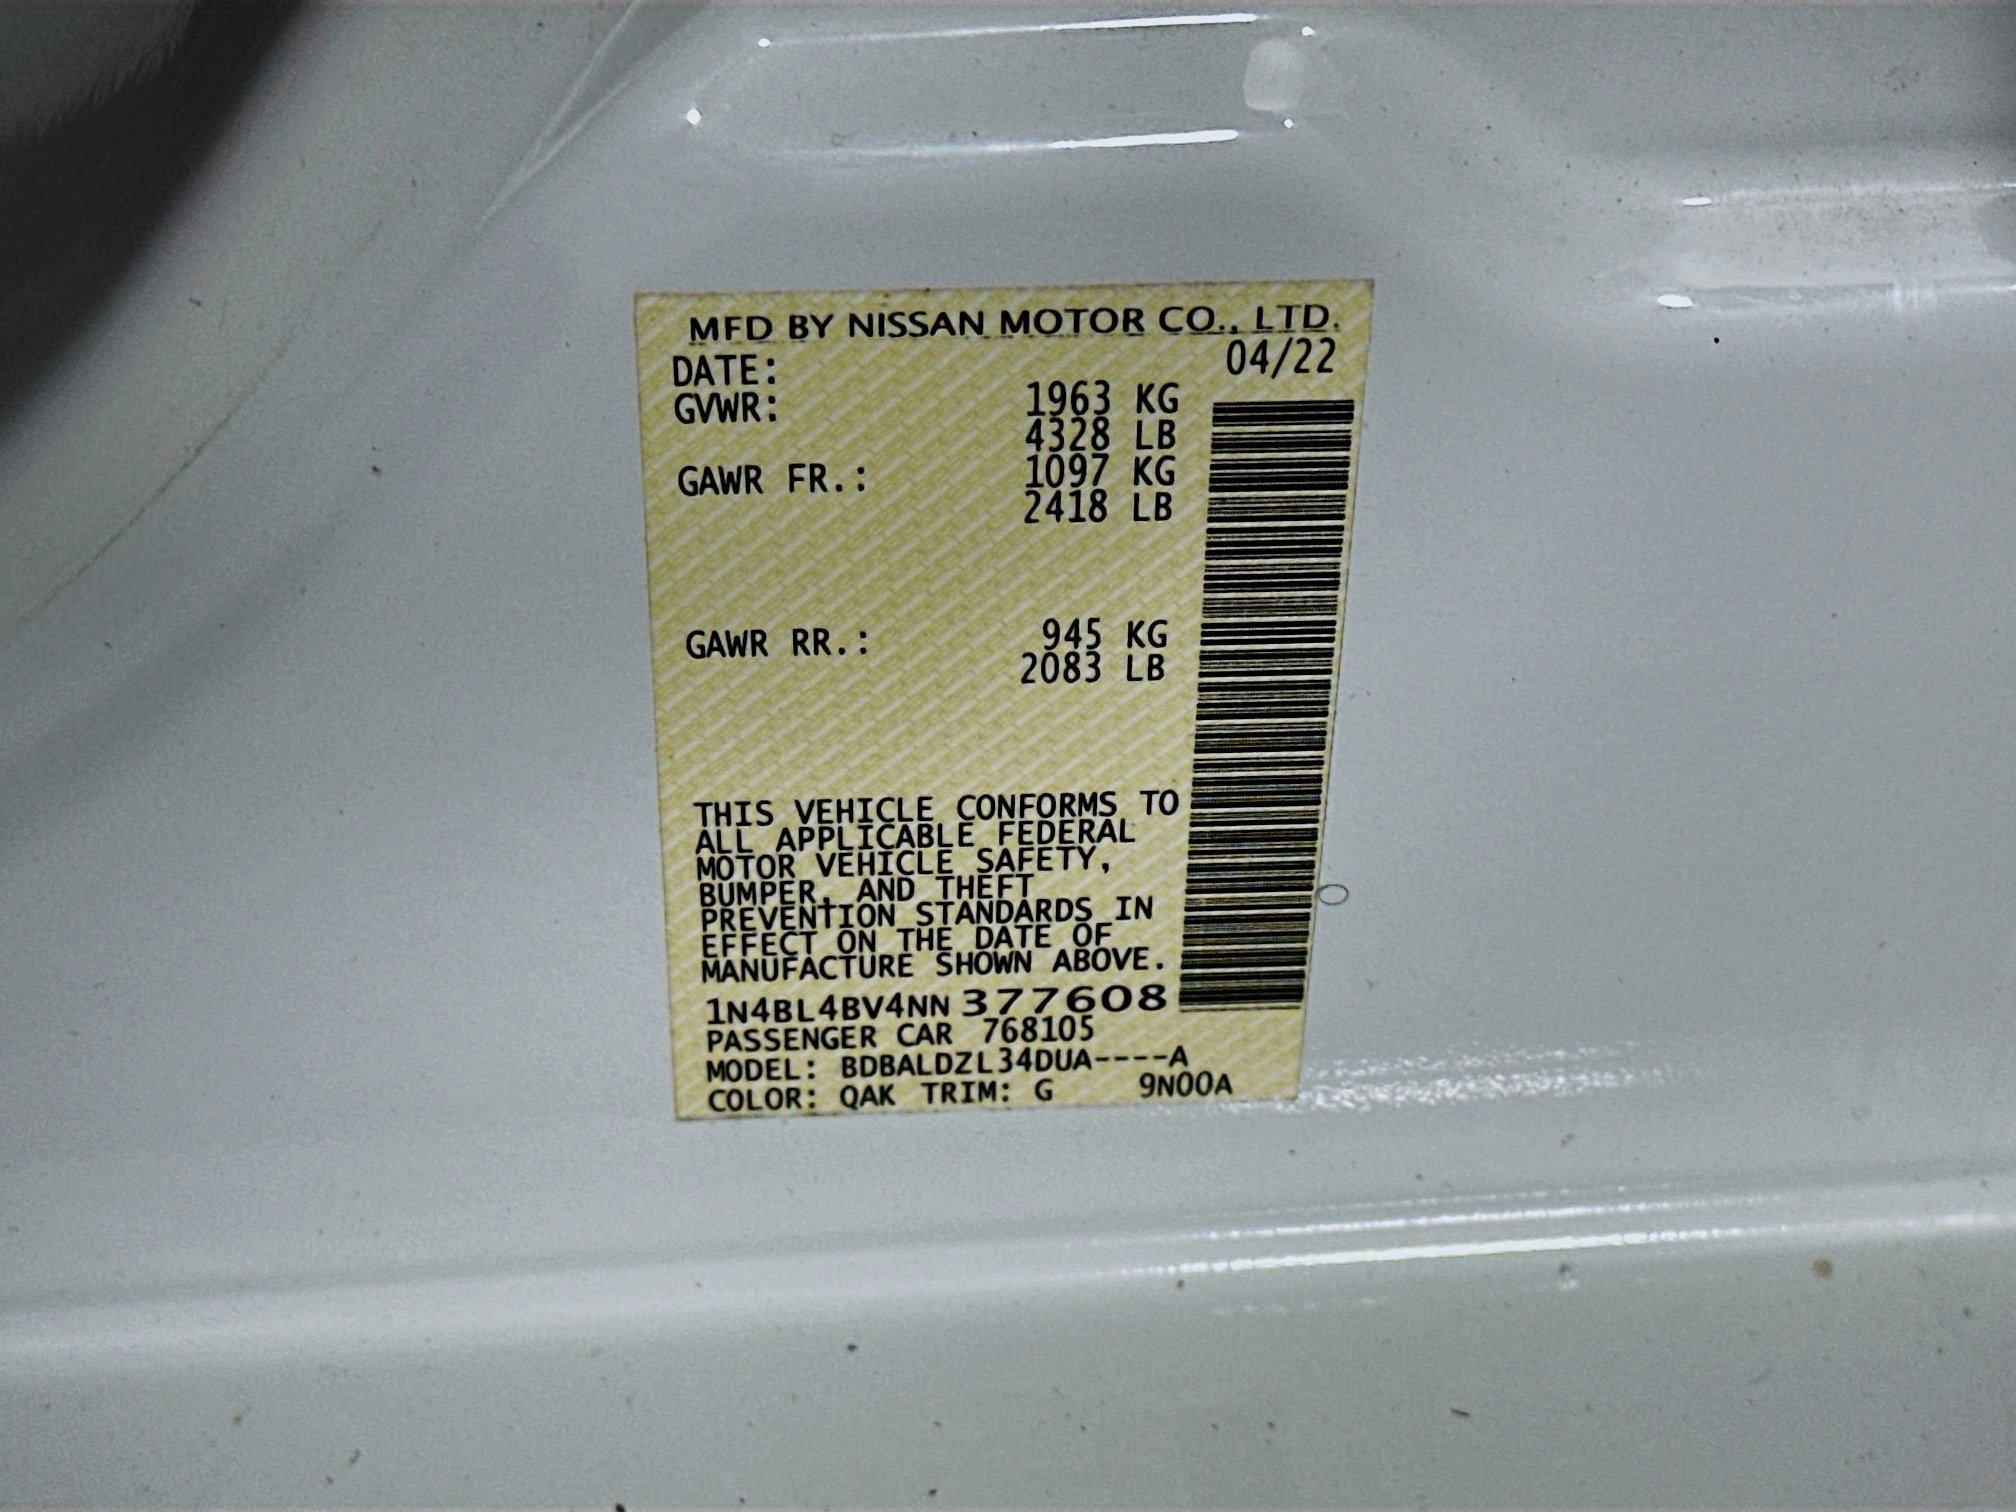 MFD BY NISSAN MOTOR CO., LTD.
DATE: 04/22
GVWR: 1963 KG
4328 LB
GAWR FR.: 1097 KG
2418 LB
GAWR RR.: 945 KG
2083 LB
THIS VEHICLE CONFORMS TO
ALL APPLICABLE FEDERAL
MOTOR VEHICLE SAFETY,
BUMPER, AND THEFT
PREVENTION STANDARDS IN
EFFECT ON THE DATE OF
MANUFACTURE SHOWN ABOVE.
1N4BL4BV4NN377608
PASSENGER CAR 768105
MODEL: BDBALDZL34DUA----A
COLOR: QAK TRIM: G 9N00A